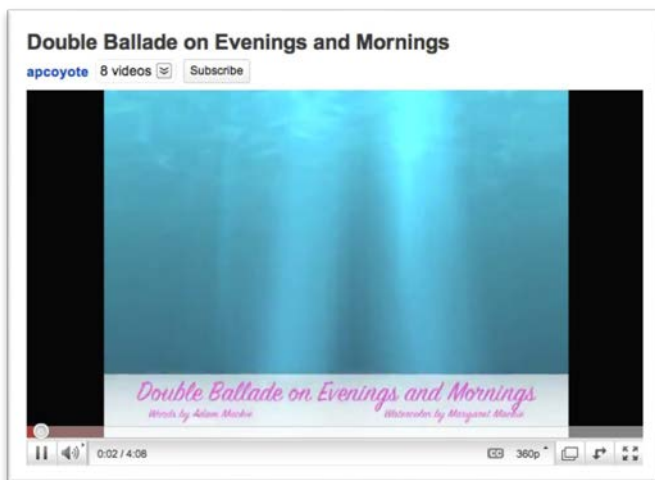 Double Ballade on Evenings and Mornings
apcoyote 8 videos Subscribe
Double Ballade on Evenings and Mornings
Words by Adam Mackie Watercolor by Margaret Mackie
0:02 / 4:08 CC 360p